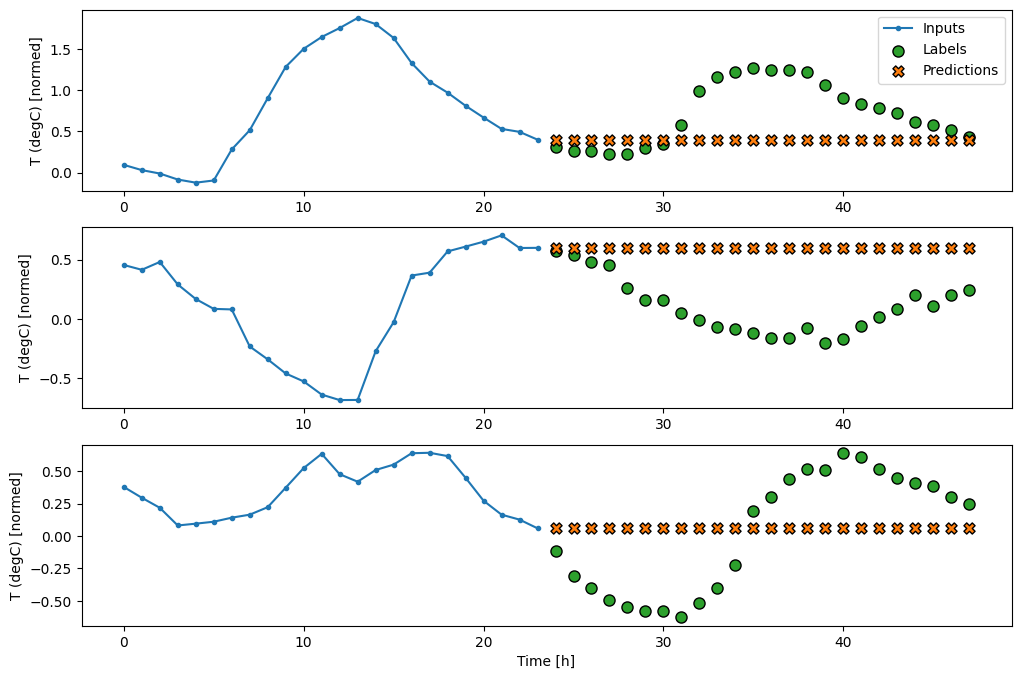 T (degC) [normed]
1.5
1.0
0.5
0.0
0 10 20 30 40
Inputs
Labels
Predictions
T (degC) [normed]
0.5
0.0
−0.5
0 10 20 30 40
T (degC) [normed]
0.50
0.25
0.00
−0.25
−0.50
0 10 20 30 40
Time [h]